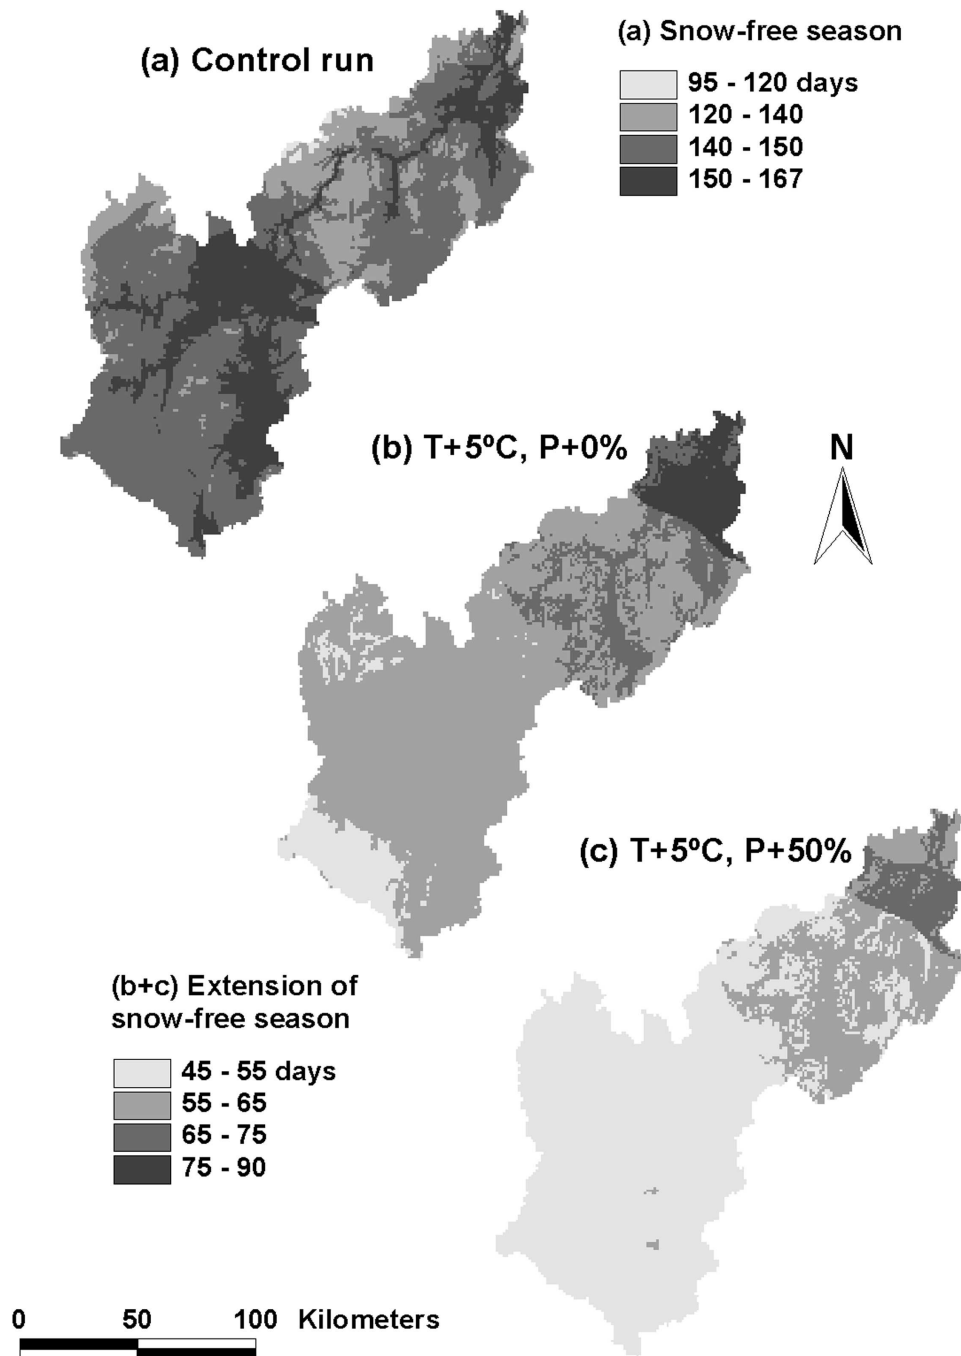 (a) Control run
(a) Snow-free season
95 - 120 days
120 - 140
140 - 150
150 - 167
(b) T+5ºC, P+0%
N
(c) T+5ºC, P+50%
(b+c) Extension of
snow-free season
45 - 55 days
55 - 65
65 - 75
75 - 90
0 50 100 Kilometers